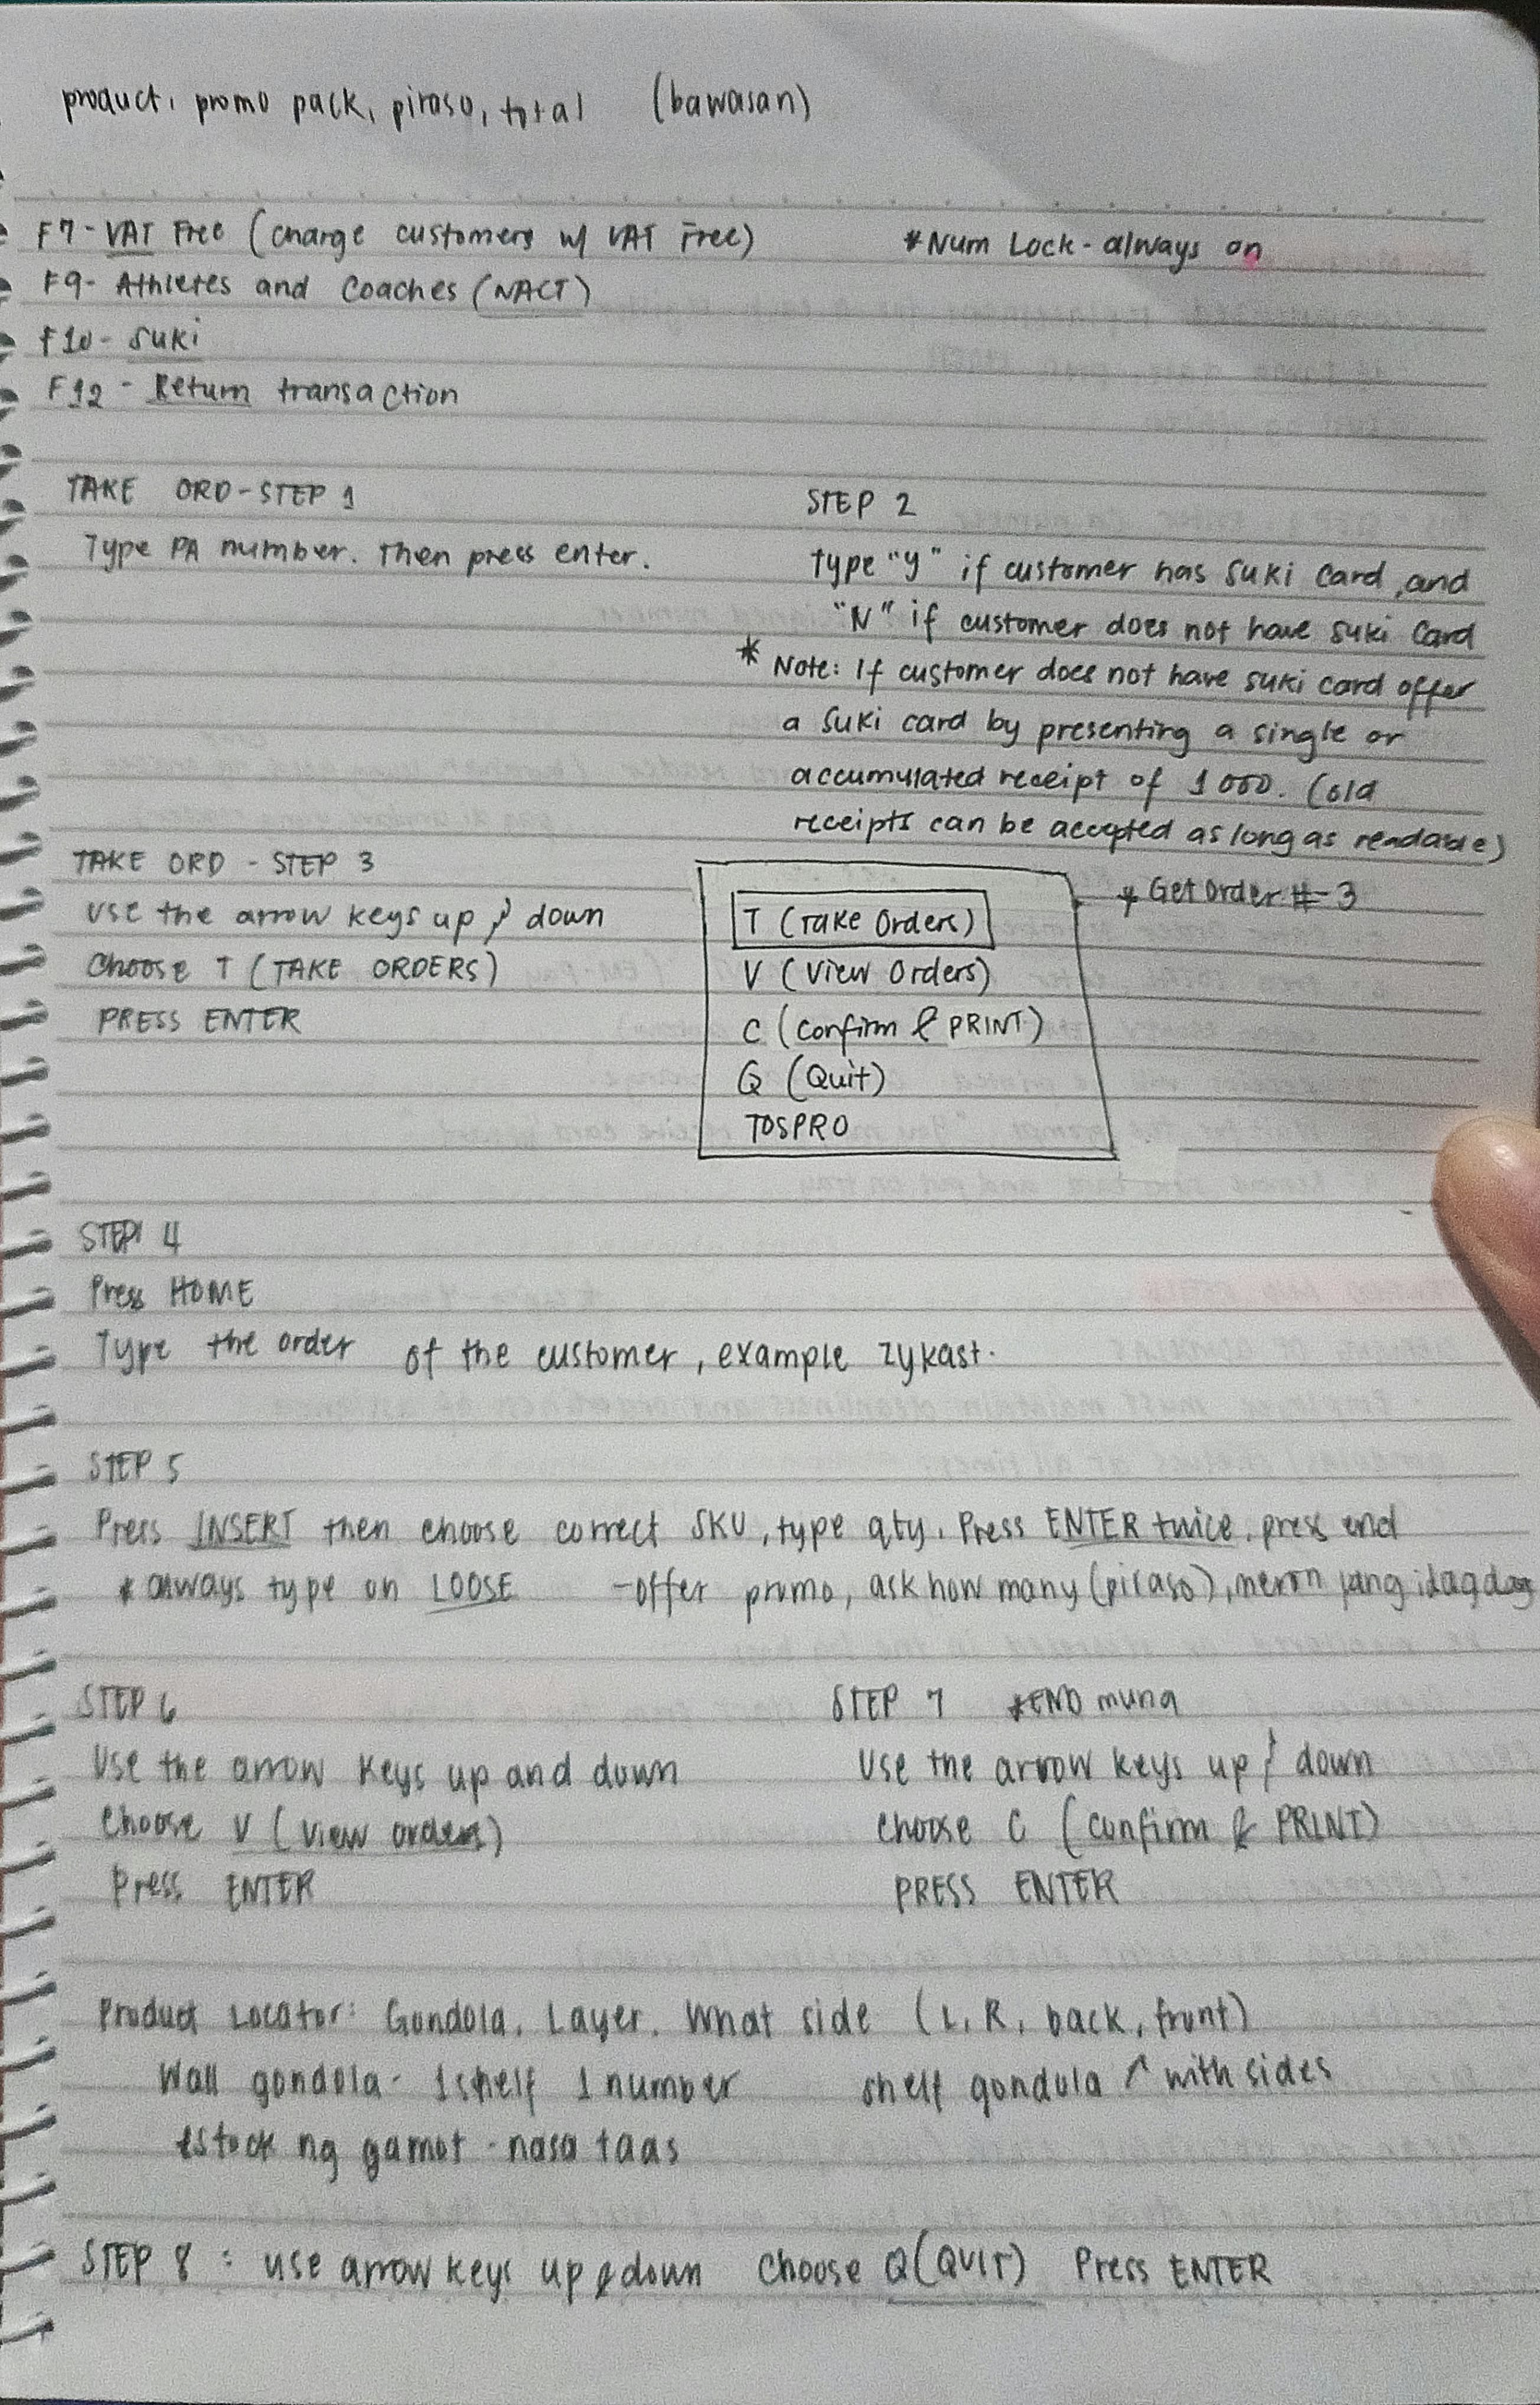 product, promo pack, piraso, total (bawasan)
F7 - VAT Free (charge customers w/ VAT Free)
*Num Lock - always on
F9 - Athletes and Coaches (NACT)
F10 - Suki
F12 - Return transaction
TAKE ORD - STEP 1
Type PA number. Then press enter.
STEP 2
Type "Y" if customer has suki card, and
"N" if customer does not have suki card
* Note: If customer does not have suki card offer
a suki card by presenting a single or
accumulated receipt of 1000. (old
receipts can be accepted as long as readable)
TAKE ORD - STEP 3
Use the arrow keys up & down
Choose T (TAKE ORDERS)
PRESS ENTER
T (Take Orders)
V (View Orders)
C (Confirm & PRINT)
Q (Quit)
TOSPRO
* Get Order # - 3
STEP 4
Press HOME
Type the order of the customer, example zykast.
STEP 5
Press INSERT then choose correct SKU, type qty. Press ENTER twice. press end
* always type on LOOSE - offer promo, ask how many (piraso), meron pang idagdag
STEP 6
Use the arrow keys up and down
Choose V (View orders)
Press ENTER
STEP 7 *END muna
Use the arrow keys up & down
choose C (confirm & PRINT)
PRESS ENTER
Product Locator: Gondola, Layer, What side (L, R, back, front)
Wall gondola - 1 shelf 1 number shelf gondola with sides
stock ng gamot - nasa taas
STEP 8 : use arrow keys up & down Choose Q (QUIT) Press ENTER